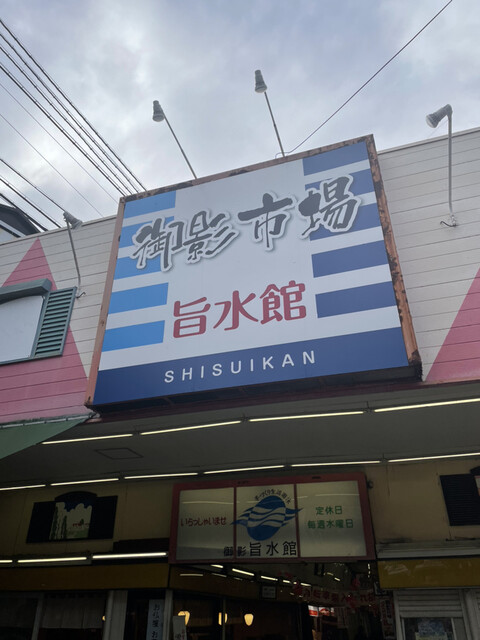 御影市場
旨水館
SHISUIKAN
いらっしゃいませ
定休日
毎週木曜日
御影旨水館